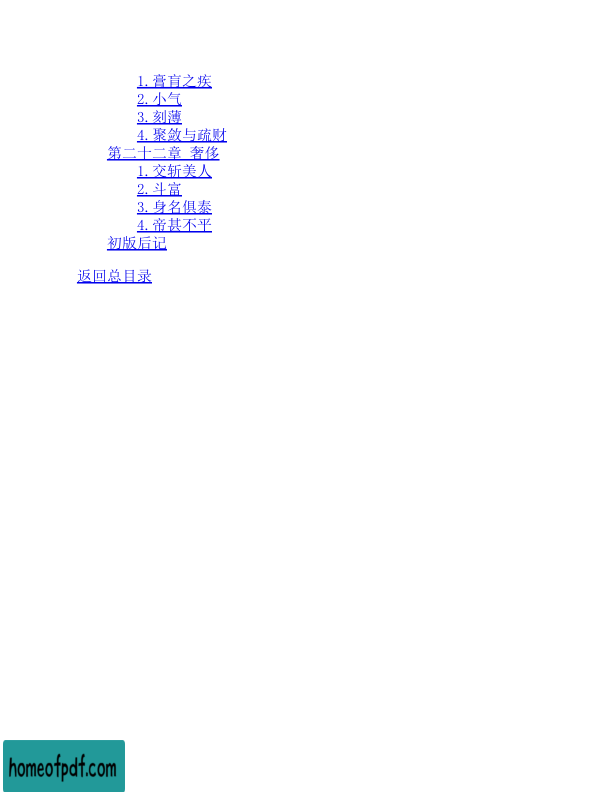 1.膏肓之疾
2.小气
3.刻薄
4.聚敛与疏财
第二十二章 奢侈
1.交斩美人
2.斗富
3.身名俱泰
4.帝甚不平
初版后记
返回总目录
homeofpdf.com